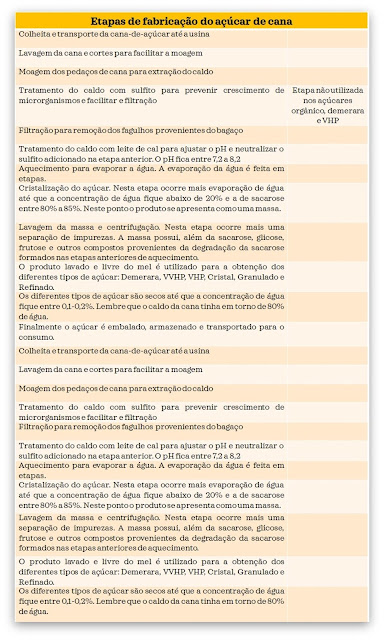 Etapas de fabricação do açúcar de cana
Colheita e transporte da cana-de-açúcar até a usina
Lavagem da cana e cortes para facilitar a moagem
Moagem dos pedaços de cana para extração do caldo
Tratamento do caldo com sulfito para prevenir crescimento de
microrganismos e facilitar e filtração
Etapa não utilizada
nos açúcares
orgânico, demerara
e VHP
Filtração para remoção dos fagulhos provenientes do bagaço
Tratamento do caldo com leite de cal para ajustar o pH e neutralizar o
sulfito adicionado na etapa anterior. O pH fica entre 7,2 a 8,2
Aquecimento para evaporar a água. A evaporação da água é feita em
etapas.
Cristalização do açúcar. Nesta etapa ocorre mais evaporação de água
até que a concentração de água fique abaixo de 20% e a de sacarose
entre 80% a 85%. Neste ponto o produto se apresenta como uma massa.
Lavagem da massa e centrifugação. Nesta etapa ocorre mais uma
separação de impurezas. A massa possui, além da sacarose, glicose,
frutose e outros compostos provenientes da degradação da sacarose
formados nas etapas anteriores de aquecimento.
O produto lavado e livre do mel é utilizado para a obtenção dos
diferentes tipos de açúcar: Demerara, VVHP, VHP, Cristal, Granulado e
Refinado.
Os diferentes tipos de açúcar são secos até que a concentração de água
fique entre 0,1-0,2%. Lembre que o caldo da cana tinha em torno de 80%
de água.
Finalmente o açúcar é embalado, armazenado e transportado para o
consumo.
Colheita e transporte da cana-de-açúcar até a usina
Lavagem da cana e cortes para facilitar a moagem
Moagem dos pedaços de cana para extração do caldo
Tratamento do caldo com sulfito para prevenir crescimento de
microrganismos e facilitar e filtração
Filtração para remoção dos fagulhos provenientes do bagaço
Tratamento do caldo com leite de cal para ajustar o pH e neutralizar o
sulfito adicionado na etapa anterior. O pH fica entre 7,2 a 8,2
Aquecimento para evaporar a água. A evaporação da água é feita em
etapas.
Cristalização do açúcar. Nesta etapa ocorre mais evaporação de água
até que a concentração de água fique abaixo de 20% e a de sacarose
entre 80% a 85%. Neste ponto o produto se apresenta como uma massa.
Lavagem da massa e centrifugação. Nesta etapa ocorre mais uma
separação de impurezas. A massa possui, além da sacarose, glicose,
frutose e outros compostos provenientes da degradação da sacarose
formados nas etapas anteriores de aquecimento.
O produto lavado e livre do mel é utilizado para a obtenção dos
diferentes tipos de açúcar: Demerara, VVHP, VHP, Cristal, Granulado e
Refinado.
Os diferentes tipos de açúcar são secos até que a concentração de água
fique entre 0,1-0,2%. Lembre que o caldo da cana tinha em torno de 80%
de água.